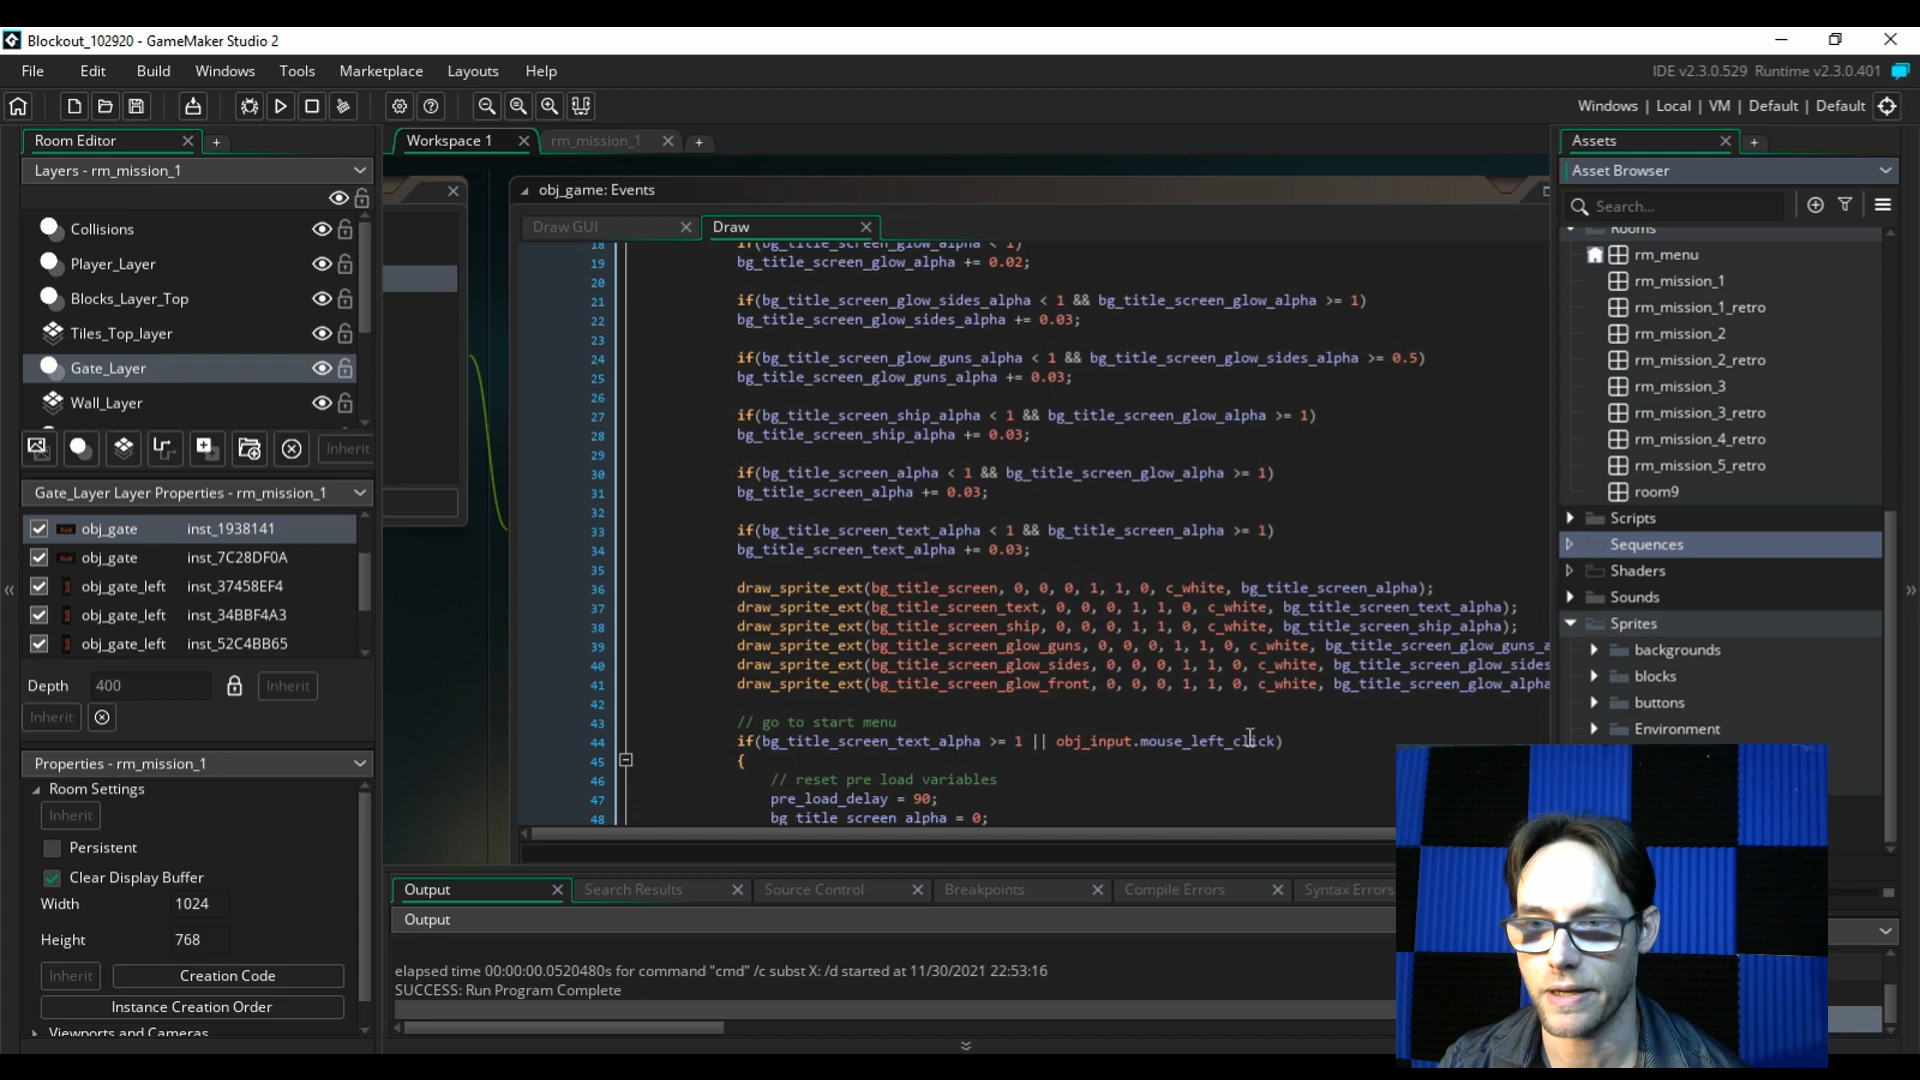 Blockout_102920 - GameMaker Studio 2
File Edit Build Windows Tools Marketplace Layouts Help
IDE v2.3.0.529 Runtime v2.3.0.401
Windows | Local | VM | Default | Default
Room Editor
Layers - rm_mission_1
Collisions
Player_Layer
Blocks_Layer_Top
Tiles_Top_layer
Gate_Layer
Wall_Layer
Inherit
Gate_Layer Layer Properties - rm_mission_1
obj_gate inst_1938141
obj_gate inst_7C28DF0A
obj_gate_left inst_37458EF4
obj_gate_left inst_34BBF4A3
obj_gate_left inst_52C4BB65
Depth 400 Inherit
Inherit
Properties - rm_mission_1
Room Settings
Inherit
Persistent
Clear Display Buffer
Width 1024
Height 768
Inherit Creation Code
Instance Creation Order
Viewports and Cameras
Workspace 1 rm_mission_1
obj_game: Events
Draw GUI Draw
18 if(bg_title_screen_glow_alpha < 1)
19 bg_title_screen_glow_alpha += 0.02;
20
21 if(bg_title_screen_glow_sides_alpha < 1 && bg_title_screen_glow_alpha >= 1)
22 bg_title_screen_glow_sides_alpha += 0.03;
23
24 if(bg_title_screen_glow_guns_alpha < 1 && bg_title_screen_glow_sides_alpha >= 0.5)
25 bg_title_screen_glow_guns_alpha += 0.03;
26
27 if(bg_title_screen_ship_alpha < 1 && bg_title_screen_glow_alpha >= 1)
28 bg_title_screen_ship_alpha += 0.03;
29
30 if(bg_title_screen_alpha < 1 && bg_title_screen_glow_alpha >= 1)
31 bg_title_screen_alpha += 0.03;
32
33 if(bg_title_screen_text_alpha < 1 && bg_title_screen_alpha >= 1)
34 bg_title_screen_text_alpha += 0.03;
35
36 draw_sprite_ext(bg_title_screen, 0, 0, 0, 1, 1, 0, c_white, bg_title_screen_alpha);
37 draw_sprite_ext(bg_title_screen_text, 0, 0, 0, 1, 1, 0, c_white, bg_title_screen_text_alpha);
38 draw_sprite_ext(bg_title_screen_ship, 0, 0, 0, 1, 1, 0, c_white, bg_title_screen_ship_alpha);
39 draw_sprite_ext(bg_title_screen_glow_guns, 0, 0, 0, 1, 1, 0, c_white, bg_title_screen_glow_guns_a
40 draw_sprite_ext(bg_title_screen_glow_sides, 0, 0, 0, 1, 1, 0, c_white, bg_title_screen_glow_sides
41 draw_sprite_ext(bg_title_screen_glow_front, 0, 0, 0, 1, 1, 0, c_white, bg_title_screen_glow_alpha
42
43 // go to start menu
44 if(bg_title_screen_text_alpha >= 1 || obj_input.mouse_left_click)
45 {
46 // reset pre load variables
47 pre_load_delay = 90;
48 bg_title_screen_alpha = 0;
Output Search Results Source Control Breakpoints Compile Errors Syntax Errors
Output
elapsed time 00:00:00.0520480s for command "cmd" /c subst X: /d started at 11/30/2021 22:53:16
SUCCESS: Run Program Complete
Assets
Asset Browser
Search...
Rooms
rm_menu
rm_mission_1
rm_mission_1_retro
rm_mission_2
rm_mission_2_retro
rm_mission_3
rm_mission_3_retro
rm_mission_4_retro
rm_mission_5_retro
room9
Scripts
Sequences
Shaders
Sounds
Sprites
backgrounds
blocks
buttons
Environment